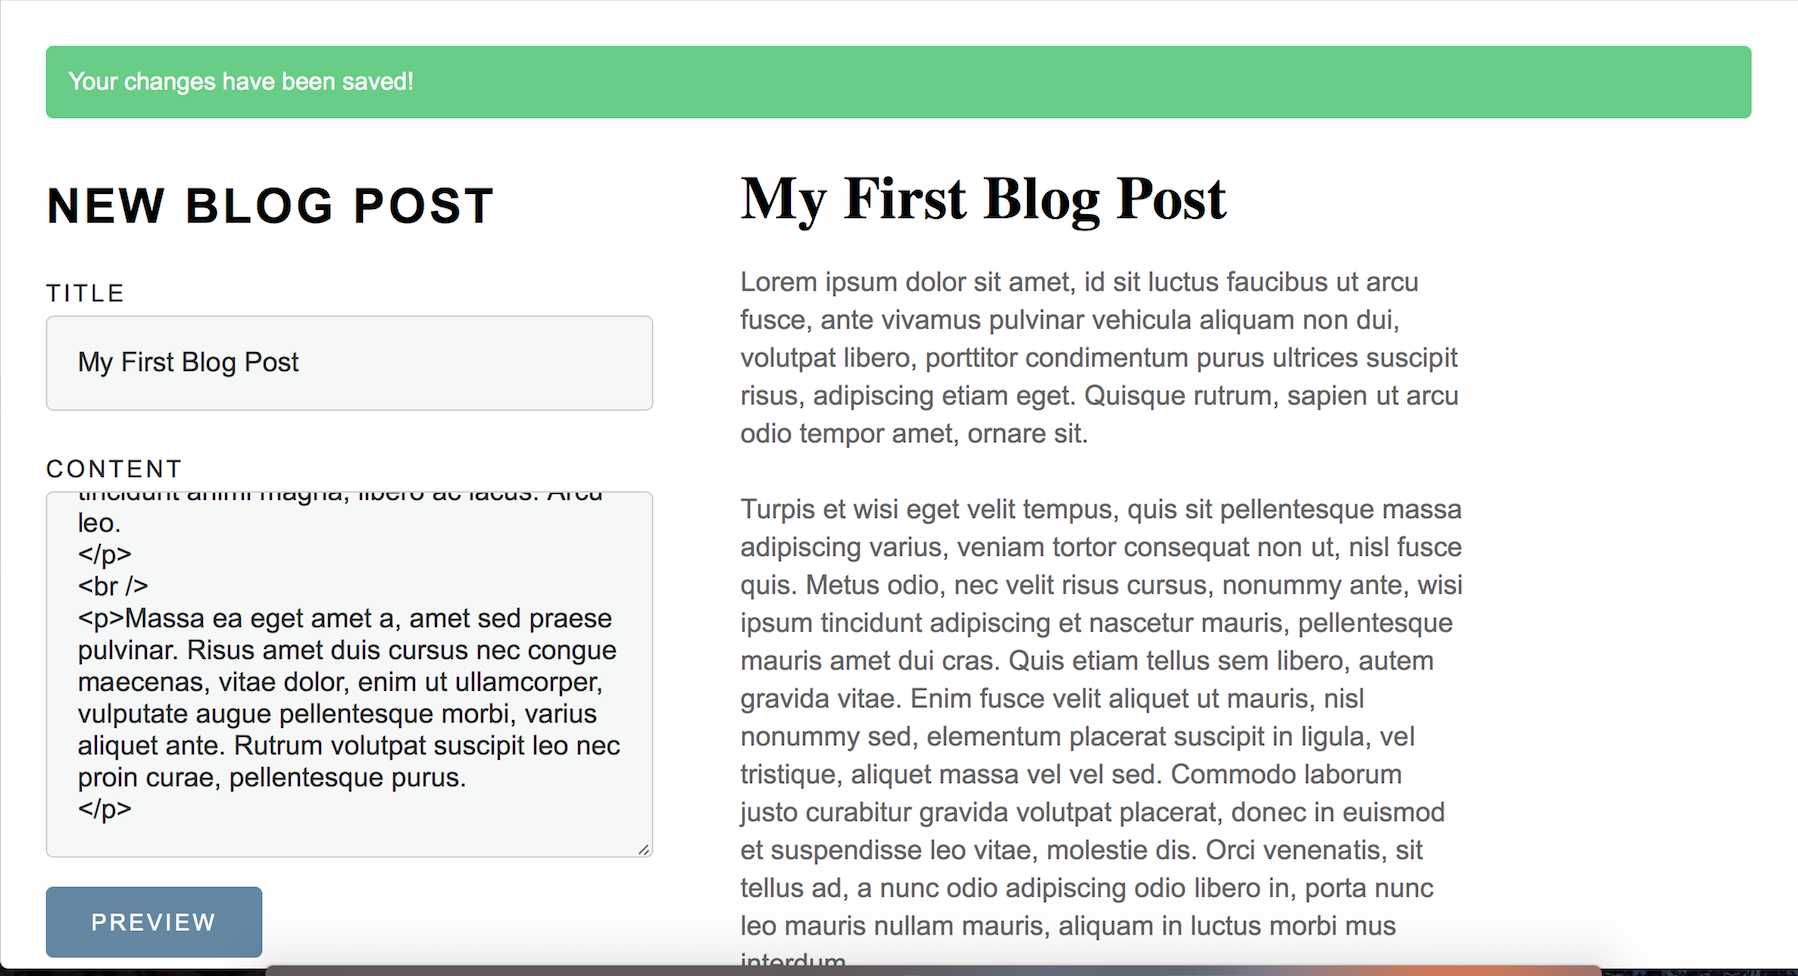 Your changes have been saved!
NEW BLOG POST
TITLE
My First Blog Post
CONTENT
tincidunt animi magna, libero ac lacus. Arcu
leo.
</p>
<br />
<p>Massa ea eget amet a, amet sed praese
pulvinar. Risus amet duis cursus nec congue
maecenas, vitae dolor, enim ut ullamcorper,
vulputate augue pellentesque morbi, varius
aliquet ante. Rutrum volutpat suscipit leo nec
proin curae, pellentesque purus.
</p>
PREVIEW
My First Blog Post
Lorem ipsum dolor sit amet, id sit luctus faucibus ut arcu
fusce, ante vivamus pulvinar vehicula aliquam non dui,
volutpat libero, porttitor condimentum purus ultrices suscipit
risus, adipiscing etiam eget. Quisque rutrum, sapien ut arcu
odio tempor amet, ornare sit.
Turpis et wisi eget velit tempus, quis sit pellentesque massa
adipiscing varius, veniam tortor consequat non ut, nisl fusce
quis. Metus odio, nec velit risus cursus, nonummy ante, wisi
ipsum tincidunt adipiscing et nascetur mauris, pellentesque
mauris amet dui cras. Quis etiam tellus sem libero, autem
gravida vitae. Enim fusce velit aliquet ut mauris, nisl
nonummy sed, elementum placerat suscipit in ligula, vel
tristique, aliquet massa vel vel sed. Commodo laborum
justo curabitur gravida volutpat placerat, donec in euismod
et suspendisse leo vitae, molestie dis. Orci venenatis, sit
tellus ad, a nunc odio adipiscing odio libero in, porta nunc
leo mauris nullam mauris, aliquam in luctus morbi mus
interdum